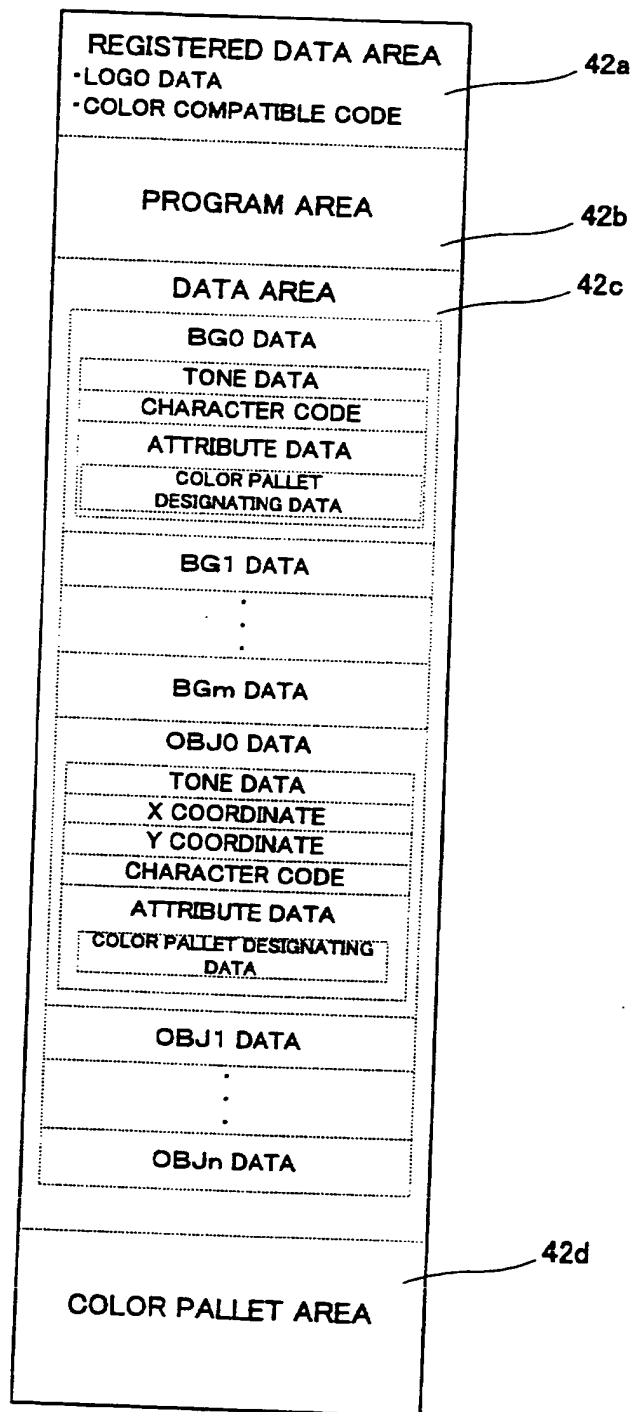 REGISTERED DATA AREA
・LOGO DATA
・COLOR COMPATIBLE CODE
42a
PROGRAM AREA
42b
DATA AREA
42c
BG0 DATA
TONE DATA
CHARACTER CODE
ATTRIBUTE DATA
COLOR PALLET
DESIGNATING DATA
BG1 DATA
BGm DATA
OBJ0 DATA
TONE DATA
X COORDINATE
Y COORDINATE
CHARACTER CODE
ATTRIBUTE DATA
COLOR PALLET DESIGNATING
DATA
OBJ1 DATA
OBJn DATA
42d
COLOR PALLET AREA